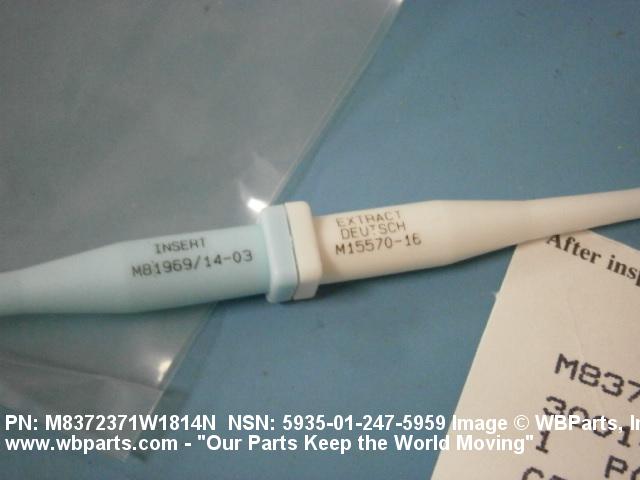 INSERT
M81969/14-03
EXTRACT
DEUTSCH
M15570-16
After insp
M837
1
PN: M8372371W1814N NSN: 5935-01-247-5959 Image © WBParts, In
www.wbparts.com - "Our Parts Keep the World Moving"